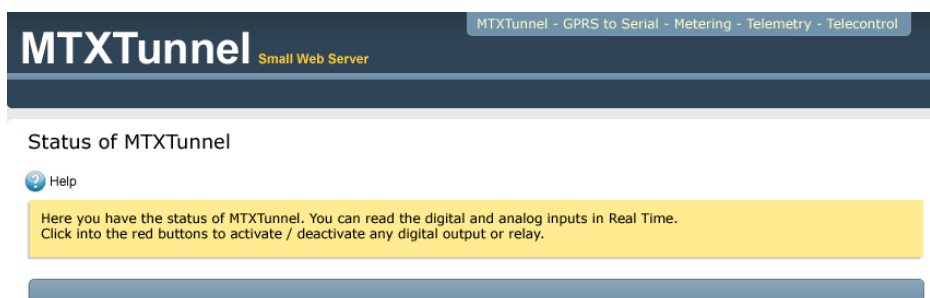 MTXTunnel - GPRS to Serial - Metering - Telemetry - Telecontrol
MTXTunnel Small Web Server
Status of MTXTunnel
? Help
Here you have the status of MTXTunnel. You can read the digital and analog inputs in Real Time.
Click into the red buttons to activate / deactivate any digital output or relay.